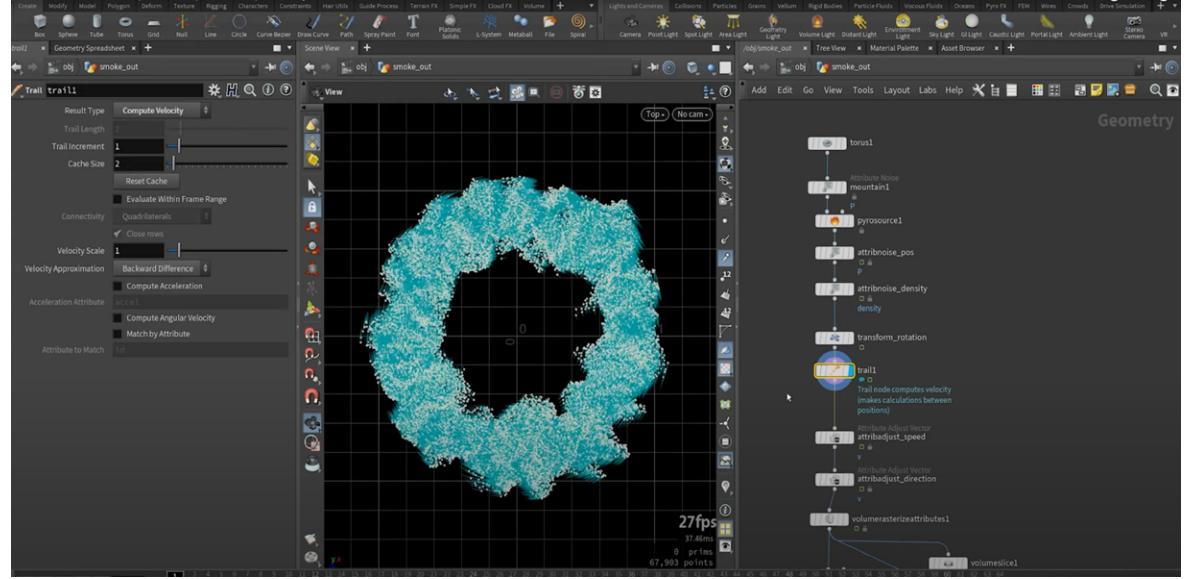 Create Modify Model Polygon Deform Texture Rigging Characters Constraints Hair Utils Guide Process Terrain FX Simple FX Cloud FX Volume +
Lights and Cameras Collisions Particles Grains Vellum Rigid Bodies Particle Fluids Viscous Fluids Oceans Pyro FX FEM Wires Crowds Drive Simulation +
Box Sphere Tube Torus Grid Null Line Circle Curve Bezier Draw Curve Path Spray Paint Font Platonic Solids L-System Metaball File Spiral
Camera Point Light Spot Light Area Light Geometry Light Volume Light Distant Light Environment Light Sky Light GI Light Caustic Light Portal Light Ambient Light Stereo Camera VR
trail1 × Geometry Spreadsheet × +
Scene View × +
/obj/smoke_out × Tree View × Material Palette × Asset Browser × +
obj smoke_out
obj smoke_out
obj smoke_out
Trail trail1
View
Add Edit Go View Tools Layout Labs Help
Top No cam
Geometry
Result Type Compute Velocity
Trail Length 2
Trail Increment 1
Cache Size 2
Reset Cache
Evaluate Within Frame Range
Connectivity Quadrilaterals
Close rows
Velocity Scale 1
Velocity Approximation Backward Difference
Compute Acceleration
Acceleration Attribute accel
Compute Angular Velocity
Match by Attribute
Attribute to Match id
12
0
0
27fps
37.46ms
0 prims
67,903 points
torus1
Attribute Noise
mountain1
P
pyrosource1
attribnoise_pos
P
attribnoise_density
density
transform_rotation
trail1
Trail node computes velocity
(makes calculations between
positions)
Attribute Adjust Vector
attribadjust_speed
v
Attribute Adjust Vector
attribadjust_direction
v
volumerasterizeattributes1
volumeslice1